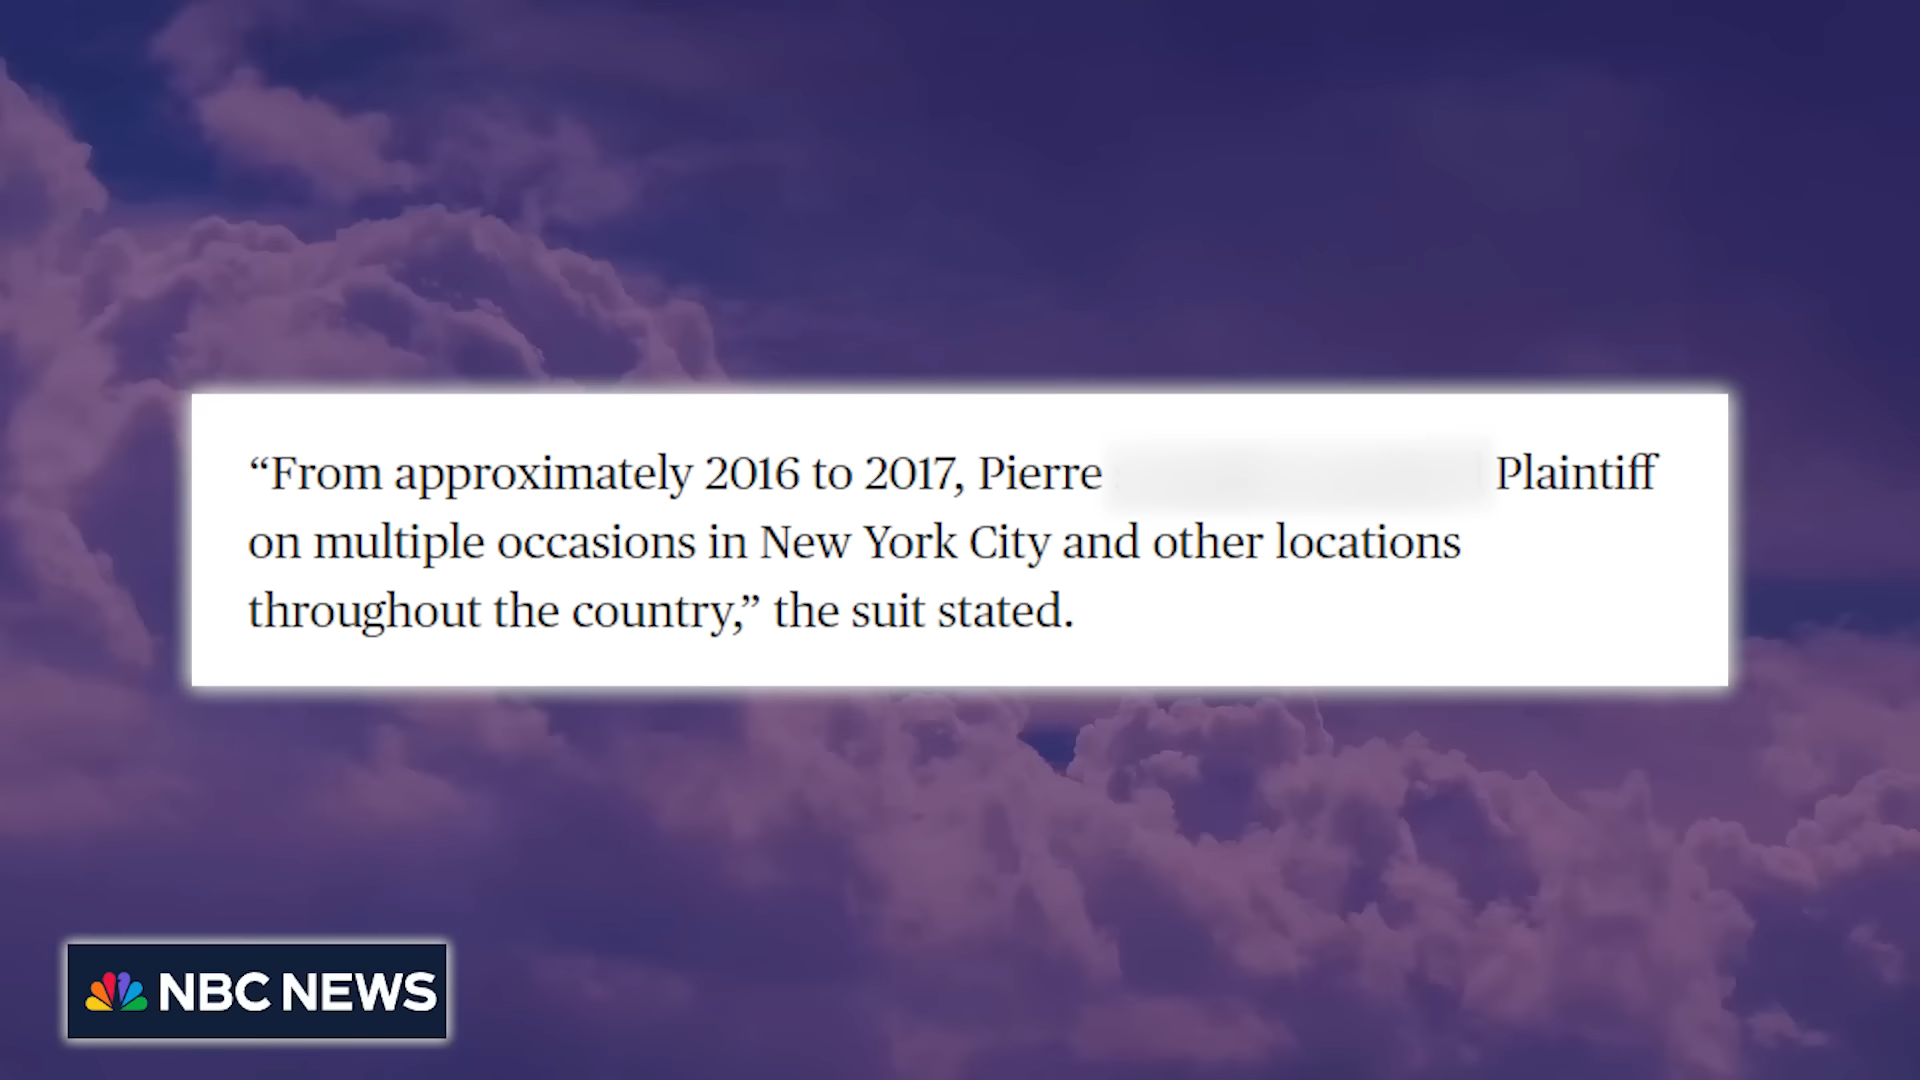 “From approximately 2016 to 2017, Pierre Plaintiff
on multiple occasions in New York City and other locations
throughout the country,” the suit stated.
NBC NEWS